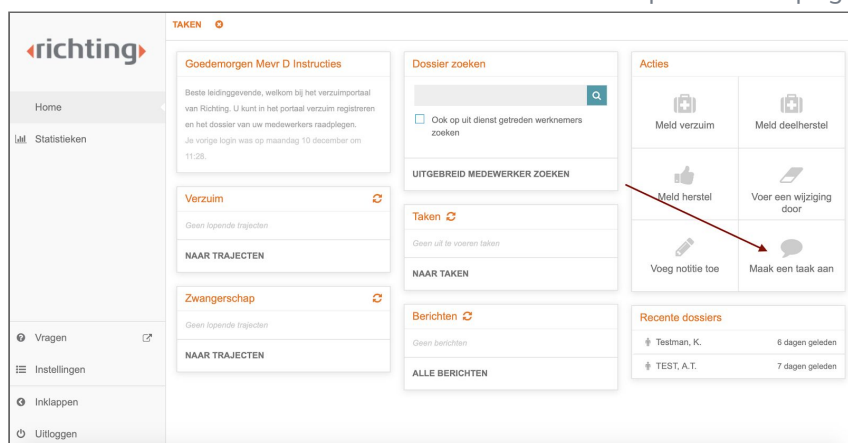 TAKEN
richting
Home
Statistieken
Vragen
Instellingen
Inklappen
Uitloggen
Goedemorgen Mevr D Instructies
Beste leidinggevende, welkom bij het verzuimportaal
van Richting. U kunt in het portaal verzuim registreren
en het dossier van uw medewerkers raadplegen.
Je vorige login was op maandag 10 december om
11:28.
Verzuim
Geen lopende trajecten
NAAR TRAJECTEN
Zwangerschap
Geen lopende trajecten
NAAR TRAJECTEN
Dossier zoeken
Ook op uit dienst getreden werknemers
zoeken
UITGEBREID MEDEWERKER ZOEKEN
Taken
Geen uit te voeren taken
NAAR TAKEN
Berichten
Geen berichten
ALLE BERICHTEN
Acties
Meld verzuim
Meld deelherstel
Meld herstel
Voer een wijziging
door
Voeg notitie toe
Maak een taak aan
Recente dossiers
Testman, K. 6 dagen geleden
TEST, A.T. 7 dagen geleden